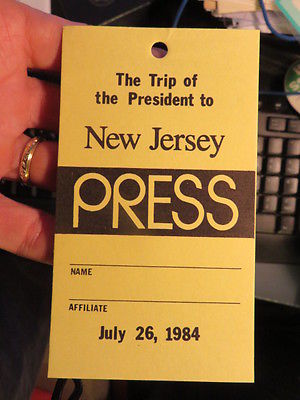 The Trip of
the President to
New Jersey
PRESS
NAME
AFFILIATE
July 26, 1984